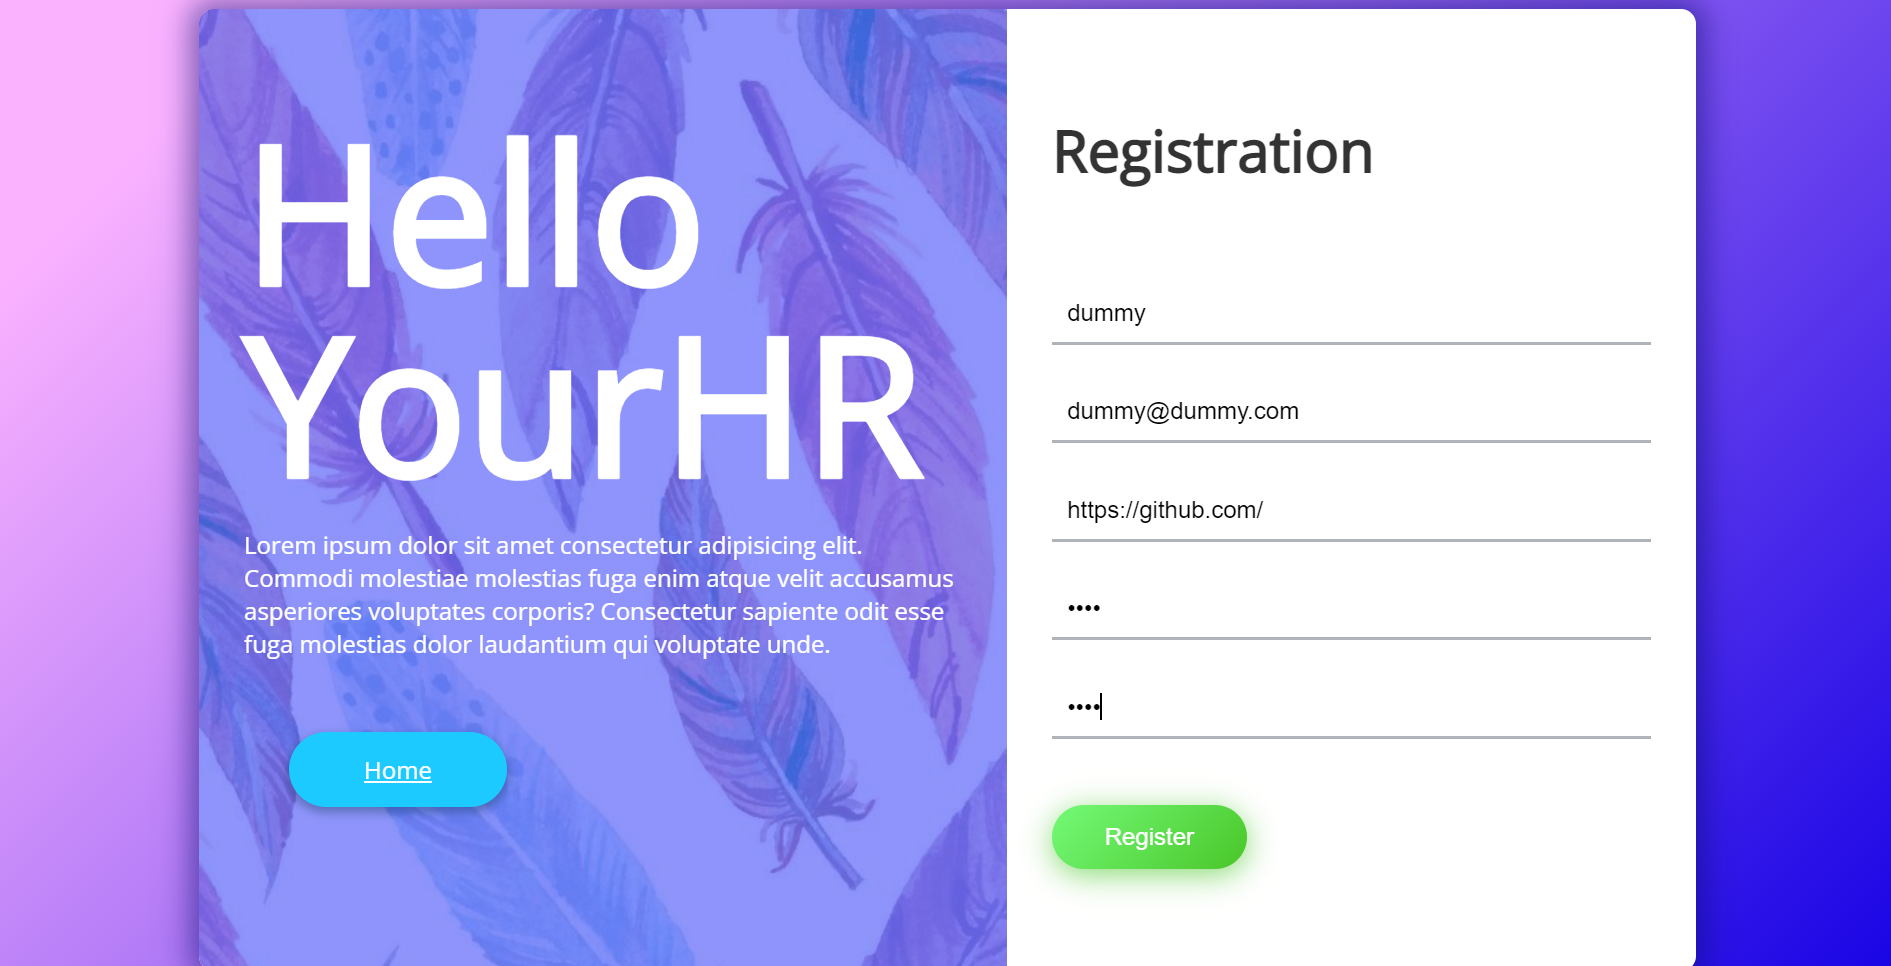 Hello
YourHR
Lorem ipsum dolor sit amet consectetur adipisicing elit.
Commodi molestiae molestias fuga enim atque velit accusamus
asperiores voluptates corporis? Consectetur sapiente odit esse
fuga molestias dolor laudantium qui voluptate unde.
Home
Registration
dummy
dummy@dummy.com
https://github.com/
••••
••••
Register